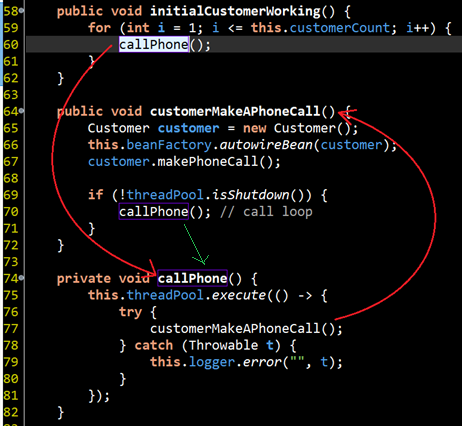 58 public void initialCustomerWorking() {
59 for (int i = 1; i <= this.customerCount; i++) {
60 callPhone();
61 }
62 }
63
64 public void customerMakeAPhoneCall() {
65 Customer customer = new Customer();
66 this.beanFactory.autowireBean(customer);
67 customer.makePhoneCall();
68
69 if (!threadPool.isShutdown()) {
70 callPhone(); // call loop
71 }
72 }
73
74 private void callPhone() {
75 this.threadPool.execute(() -> {
76 try {
77 customerMakeAPhoneCall();
78 } catch (Throwable t) {
79 this.logger.error("", t);
80 }
81 });
82 }